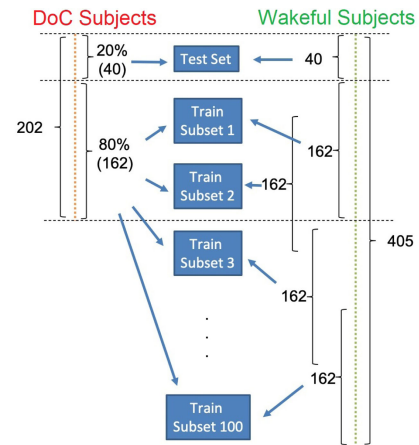 DoC Subjects
Wakeful Subjects
20%
(40)
Test Set
40
202
80%
(162)
Train
Subset 1
162
Train
Subset 2
162
Train
Subset 3
162
405
.
.
.
Train
Subset 100
162